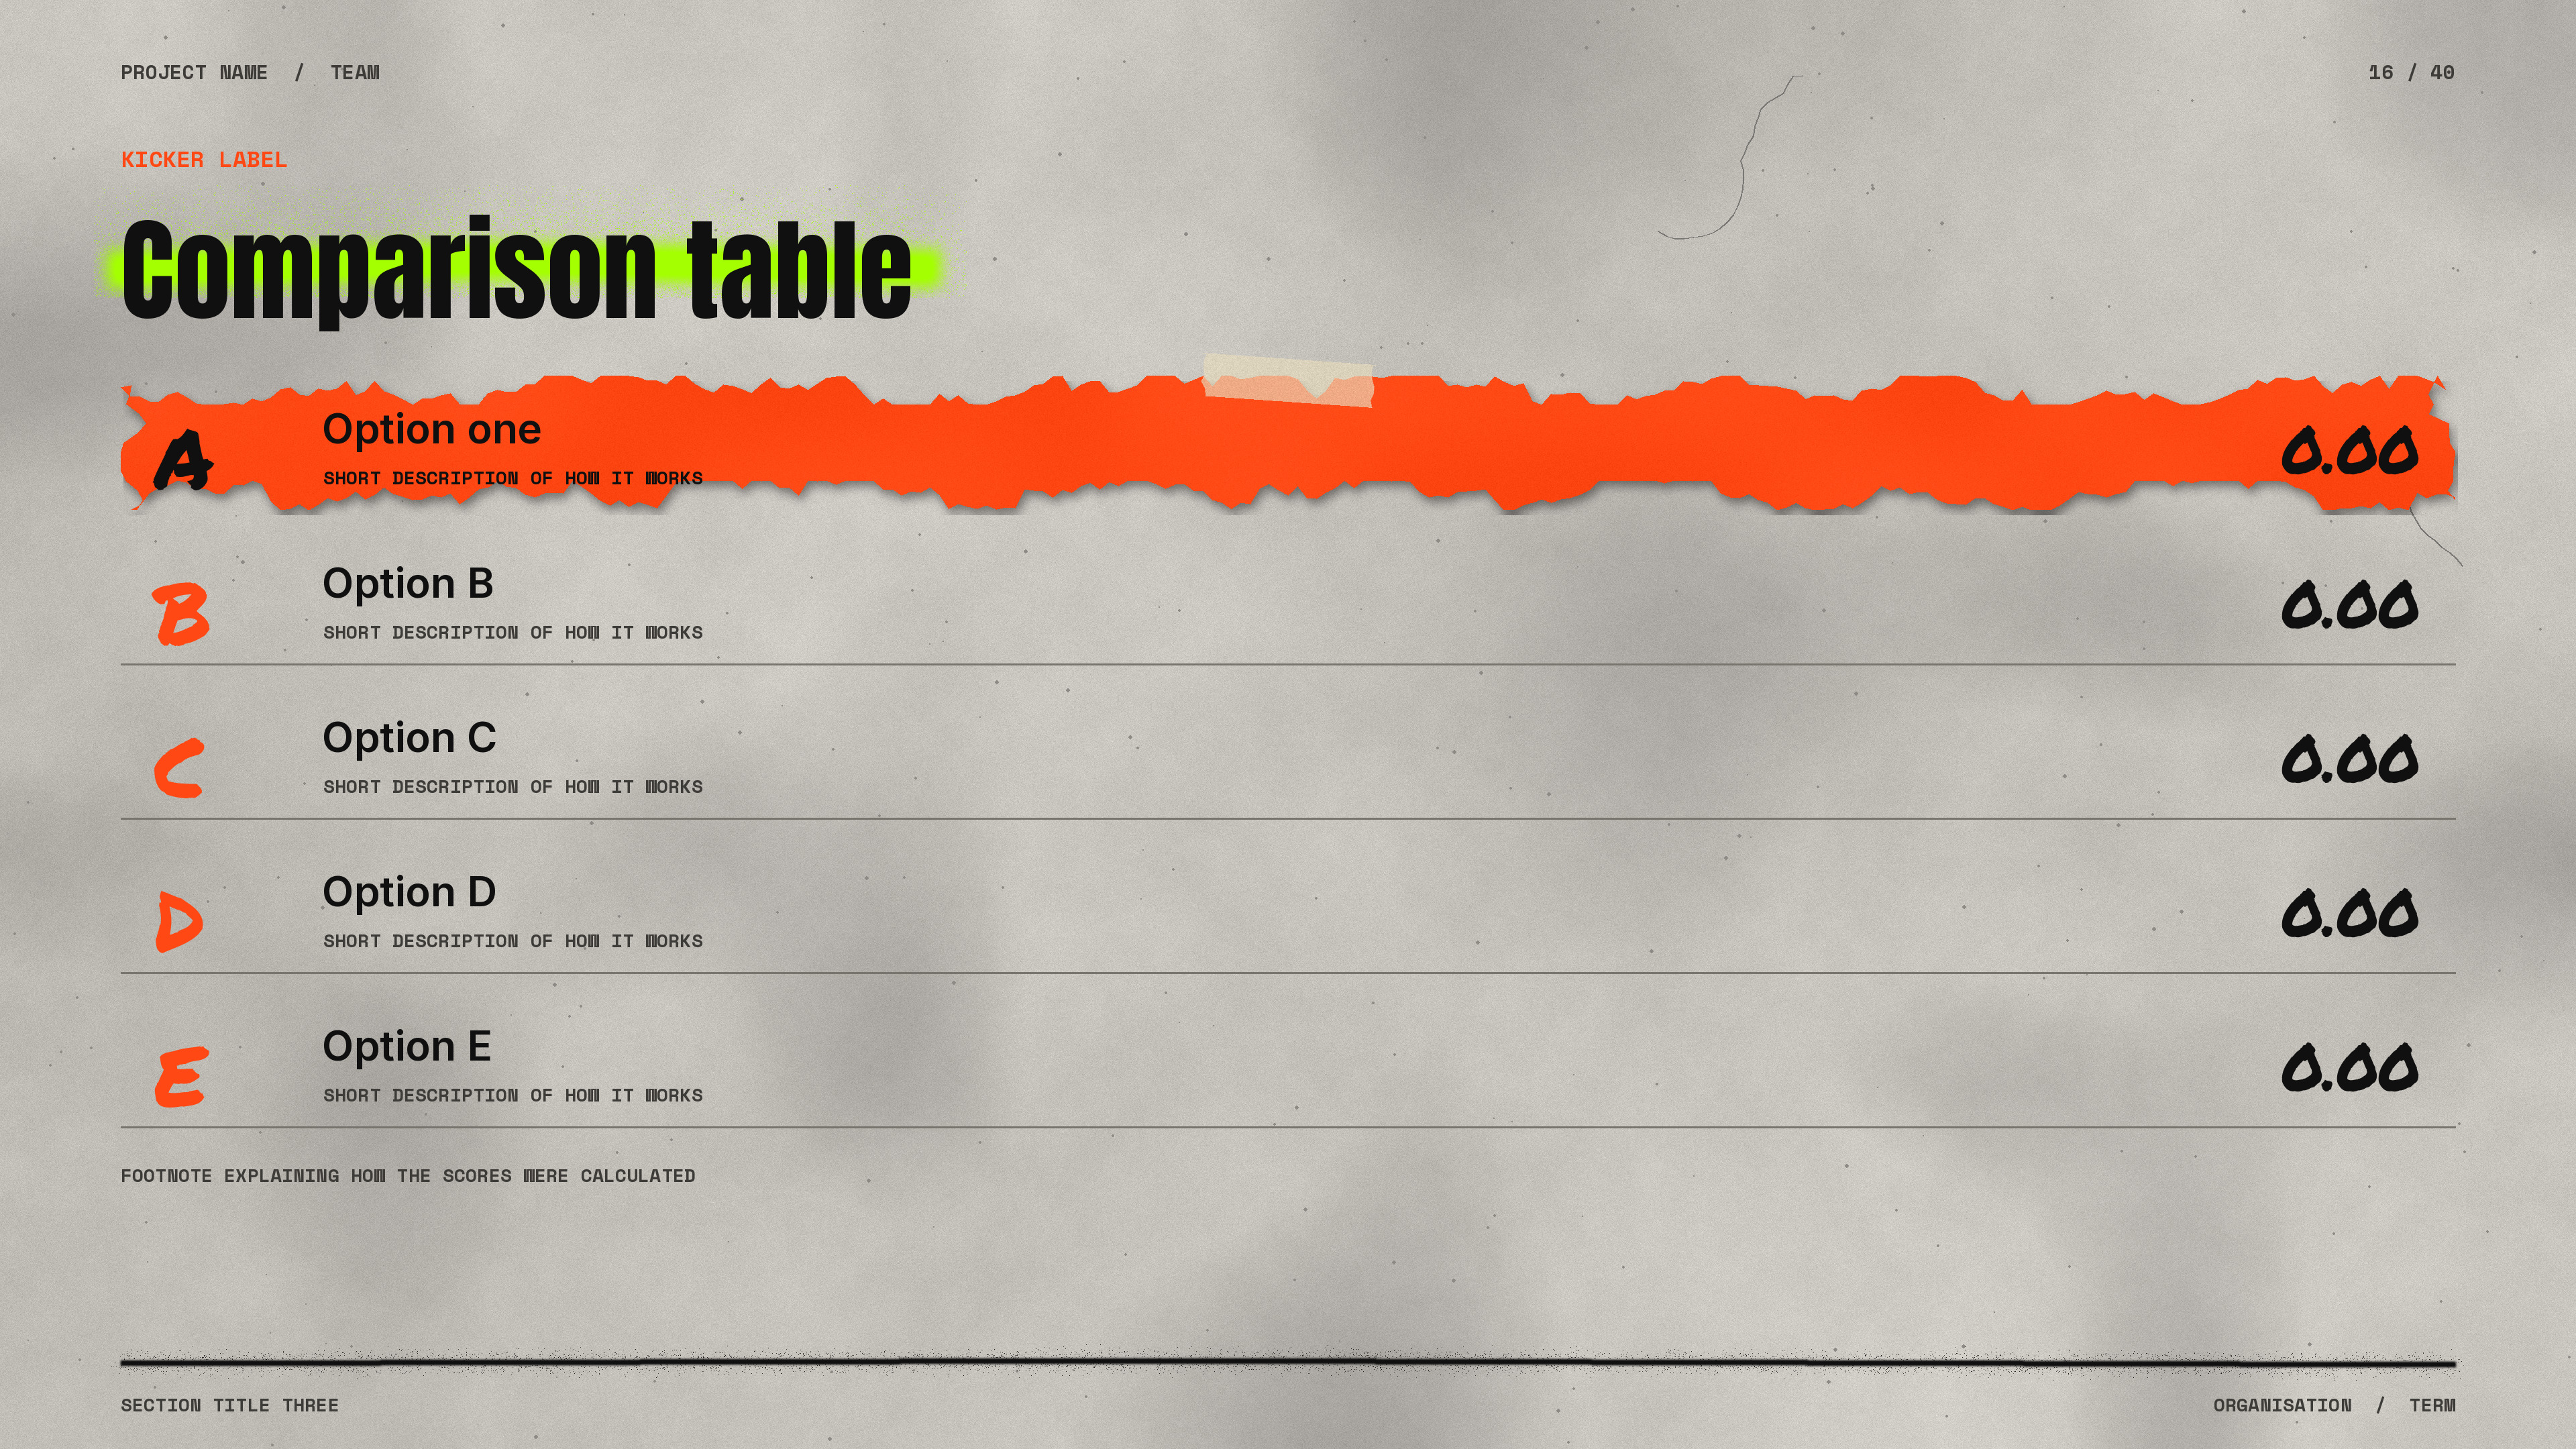 PROJECT NAME / TEAM
16 / 40
KICKER LABEL
Comparison table
A
Option one
SHORT DESCRIPTION OF HOW IT WORKS
0.00
B
Option B
SHORT DESCRIPTION OF HOW IT WORKS
0.00
C
Option C
SHORT DESCRIPTION OF HOW IT WORKS
0.00
D
Option D
SHORT DESCRIPTION OF HOW IT WORKS
0.00
E
Option E
SHORT DESCRIPTION OF HOW IT WORKS
0.00
FOOTNOTE EXPLAINING HOW THE SCORES WERE CALCULATED
SECTION TITLE THREE
ORGANISATION / TERM